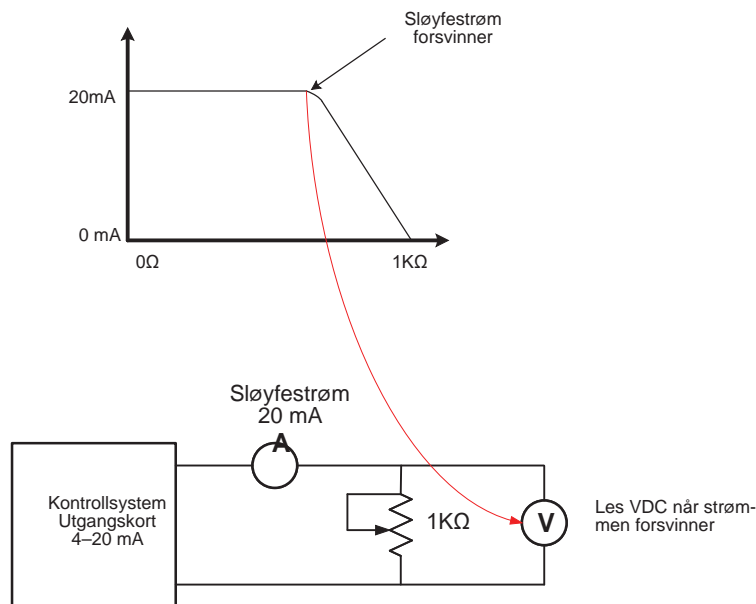 Sløyfestrøm
forsvinner
20mA
0 mA
0Ω
1KΩ
Sløyfestrøm
20 mA
A
Kontrollsystem
Utgangskort
4–20 mA
1KΩ
V
Les VDC når strøm-
men forsvinner